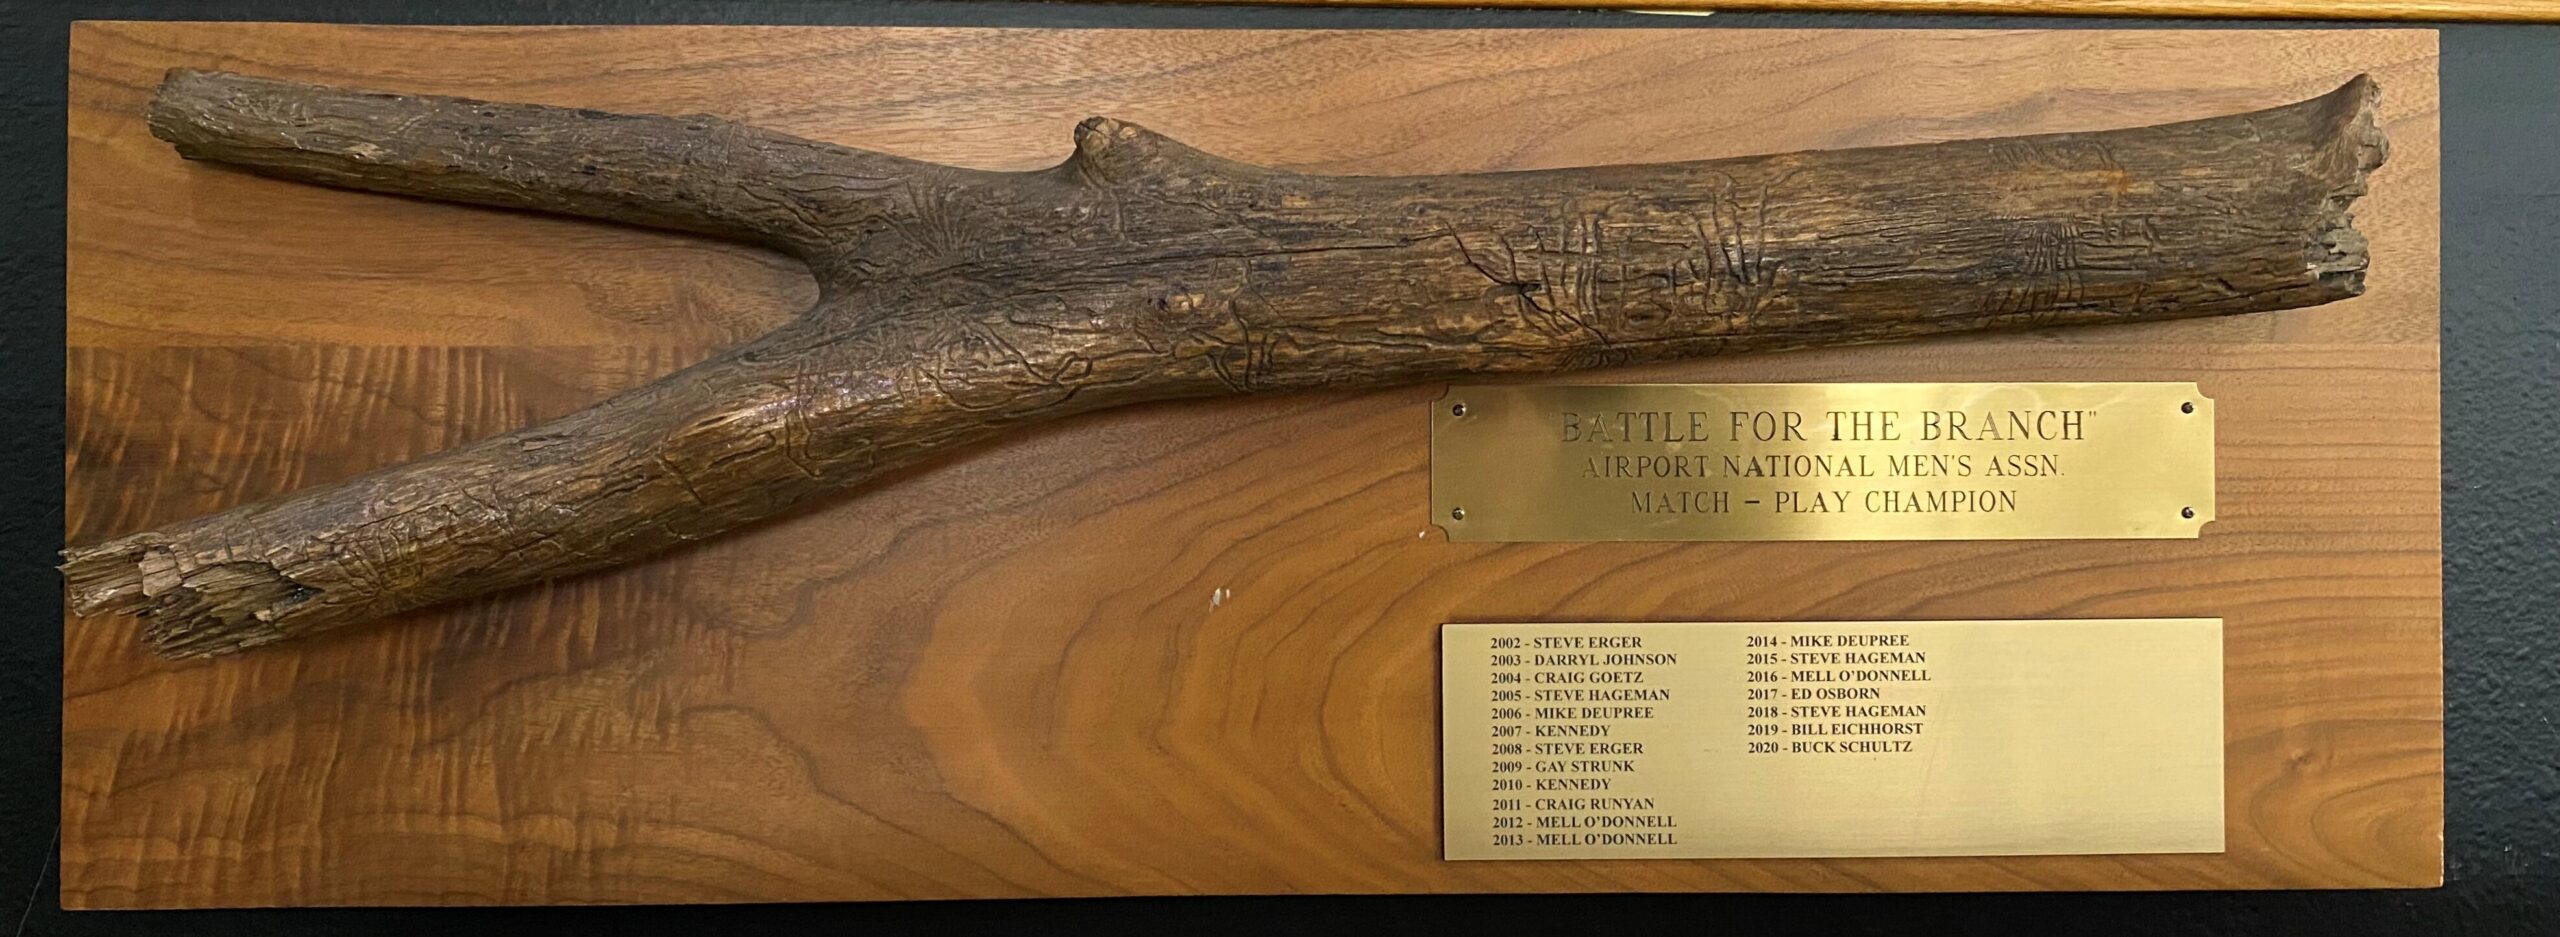 "BATTLE FOR THE BRANCH"
AIRPORT NATIONAL MEN'S ASSN.
MATCH – PLAY CHAMPION
2002 - STEVE ERGER
2003 - DARRYL JOHNSON
2004 - CRAIG GOETZ
2005 - STEVE HAGEMAN
2006 - MIKE DEUPREE
2007 - KENNEDY
2008 - STEVE ERGER
2009 - GAY STRUNK
2010 - KENNEDY
2011 - CRAIG RUNYAN
2012 - MELL O'DONNELL
2013 - MELL O'DONNELL
2014 - MIKE DEUPREE
2015 - STEVE HAGEMAN
2016 - MELL O'DONNELL
2017 - ED OSBORN
2018 - STEVE HAGEMAN
2019 - BILL EICHHORST
2020 - BUCK SCHULTZ